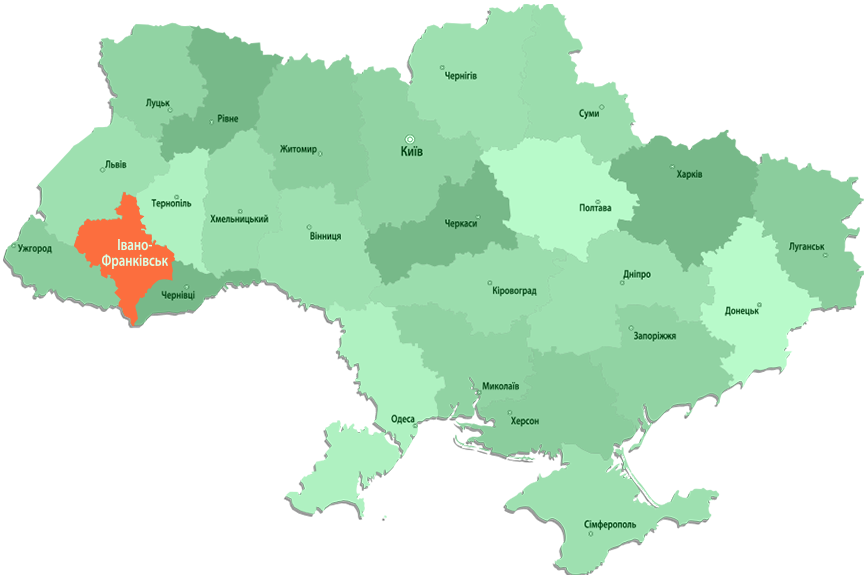 Чернігів
Луцьк
Суми
Рівне
Житомир
Київ
Львів
Харків
Тернопіль
Полтава
Хмельницький
Черкаси
Вінниця
Івано-
Франківськ
Ужгород
Луганськ
Дніпро
Кіровоград
Чернівці
Донецьк
Запоріжжя
Миколаїв
Одеса
Херсон
Сімферополь